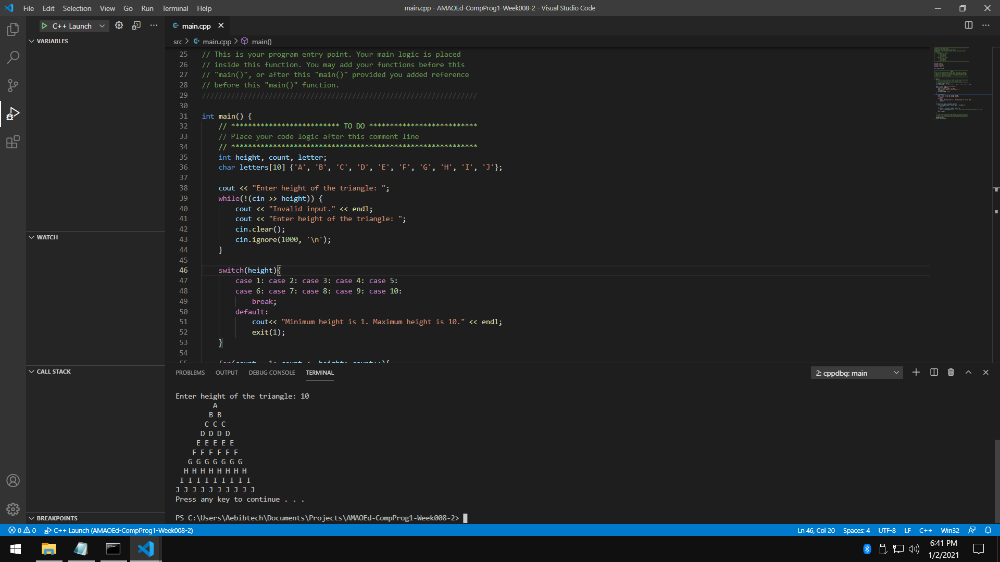 File Edit Selection View Go Run Terminal Help
main.cpp - AMAOEd-CompProg1-Week008-2 - Visual Studio Code
C++ Launch
main.cpp
VARIABLES
src > main.cpp > main()
25 // This is your program entry point. Your main logic is placed
26 // inside this function. You may add your functions before this
27 // "main()", or after this "main()" provided you added reference
28 // before this "main()" function.
29 //////////////////////////////////////////////////////////////////
30
31 int main() {
32 // ************************** TO DO **************************
33 // Place your code logic after this comment line
34 // ***********************************************************
35 int height, count, letter;
36 char letters[10] {'A', 'B', 'C', 'D', 'E', 'F', 'G', 'H', 'I', 'J'};
37
38 cout << "Enter height of the triangle: ";
39 while(!(cin >> height)) {
40 cout << "Invalid input." << endl;
41 cout << "Enter height of the triangle: ";
42 cin.clear();
43 cin.ignore(1000, '\n');
44 }
45
46 switch(height){
47 case 1: case 2: case 3: case 4: case 5:
48 case 6: case 7: case 8: case 9: case 10:
49 break;
50 default:
51 cout<< "Minimum height is 1. Maximum height is 10." << endl;
52 exit(1);
53 }
54
WATCH
CALL STACK
BREAKPOINTS
PROBLEMS OUTPUT DEBUG CONSOLE TERMINAL
2: cppdbg: main
Enter height of the triangle: 10
A
B B
C C C
D D D D
E E E E E
F F F F F F
G G G G G G G
H H H H H H H H
I I I I I I I I I
J J J J J J J J J J
Press any key to continue . . .
PS C:\Users\Aebibtech\Documents\Projects\AMAOEd-CompProg1-Week008-2>
0 0 C++ Launch (AMAOEd-CompProg1-Week008-2)
Ln 46, Col 20 Spaces: 4 UTF-8 LF C++ Win32
6:41 PM
1/2/2021